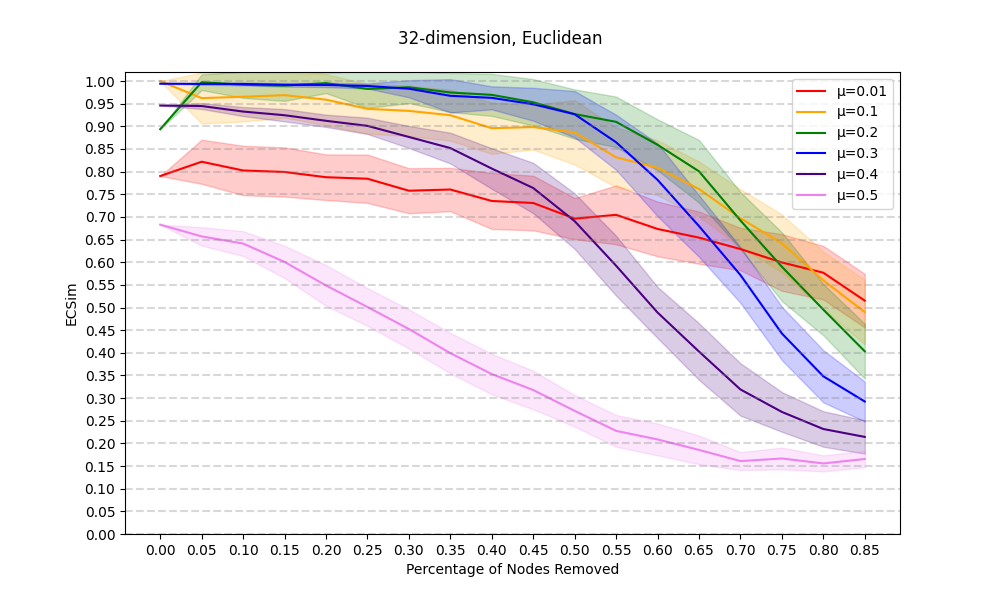 32-dimension, Euclidean
μ=0.01
μ=0.1
μ=0.2
μ=0.3
μ=0.4
μ=0.5
ECSim
1.00
0.95
0.90
0.85
0.80
0.75
0.70
0.65
0.60
0.55
0.50
0.45
0.40
0.35
0.30
0.25
0.20
0.15
0.10
0.05
0.00
0.00 0.05 0.10 0.15 0.20 0.25 0.30 0.35 0.40 0.45 0.50 0.55 0.60 0.65 0.70 0.75 0.80 0.85
Percentage of Nodes Removed